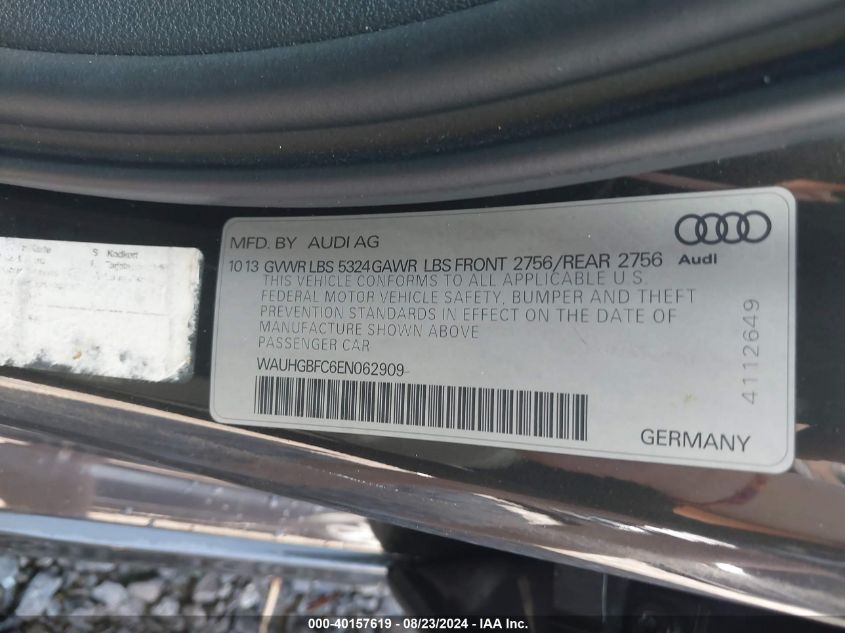 S. Kodkort
MFD. BY AUDI AG
10 13 GVWR LBS 5324 GAWR LBS FRONT 2756/REAR 2756
THIS VEHICLE CONFORMS TO ALL APPLICABLE U.S.
FEDERAL MOTOR VEHICLE SAFETY, BUMPER AND THEFT
PREVENTION STANDARDS IN EFFECT ON THE DATE OF
MANUFACTURE SHOWN ABOVE
PASSENGER CAR
WAUHGBFC6EN062909
Audi
4112649
GERMANY
000-40157619 - 08/23/2024 - IAA Inc.